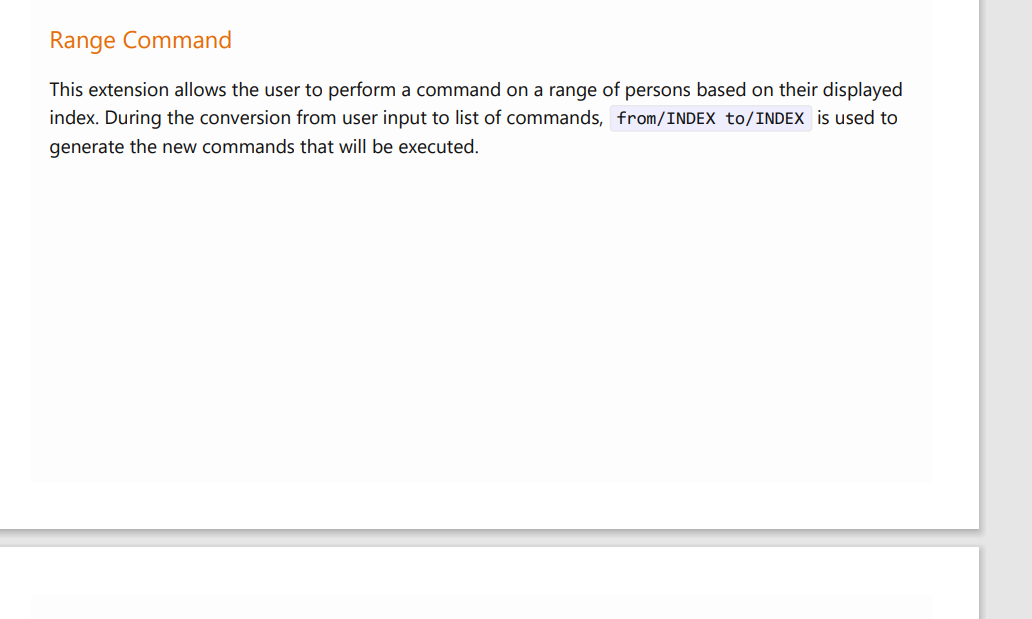 Range Command
This extension allows the user to perform a command on a range of persons based on their displayed
index. During the conversion from user input to list of commands, from/INDEX to/INDEX is used to
generate the new commands that will be executed.